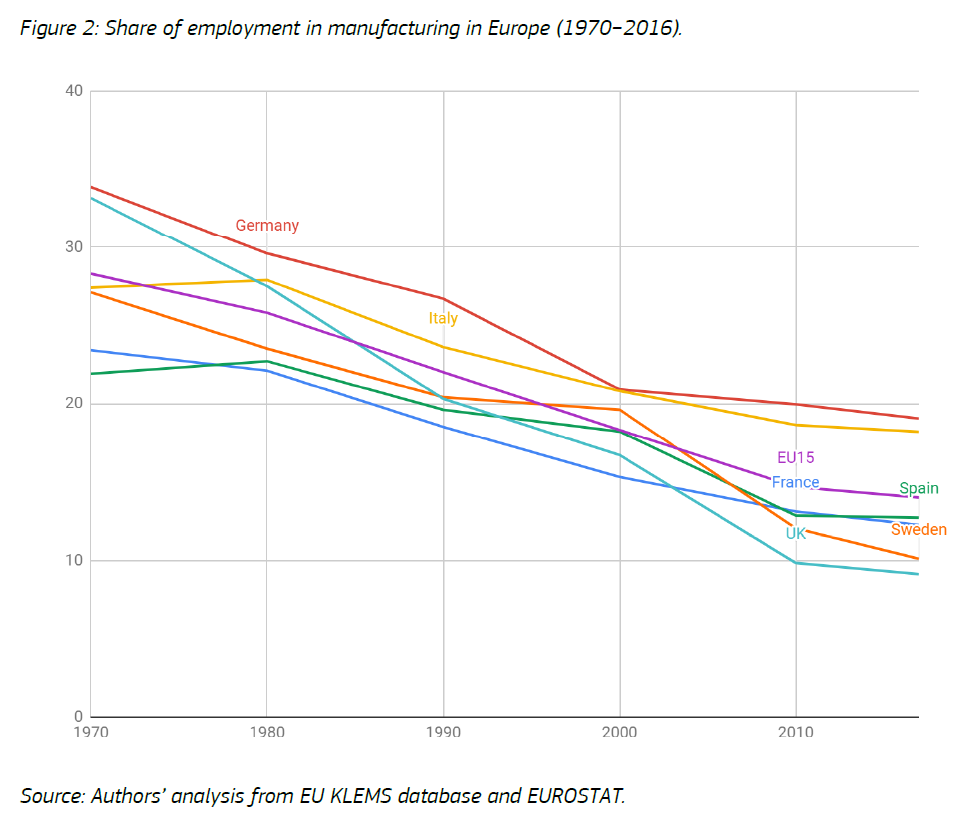 Figure 2: Share of employment in manufacturing in Europe (1970–2016).
40
Germany
30
Italy
20
EU15
France
Spain
UK
Sweden
10
0
1970 1980 1990 2000 2010
Source: Authors’ analysis from EU KLEMS database and EUROSTAT.